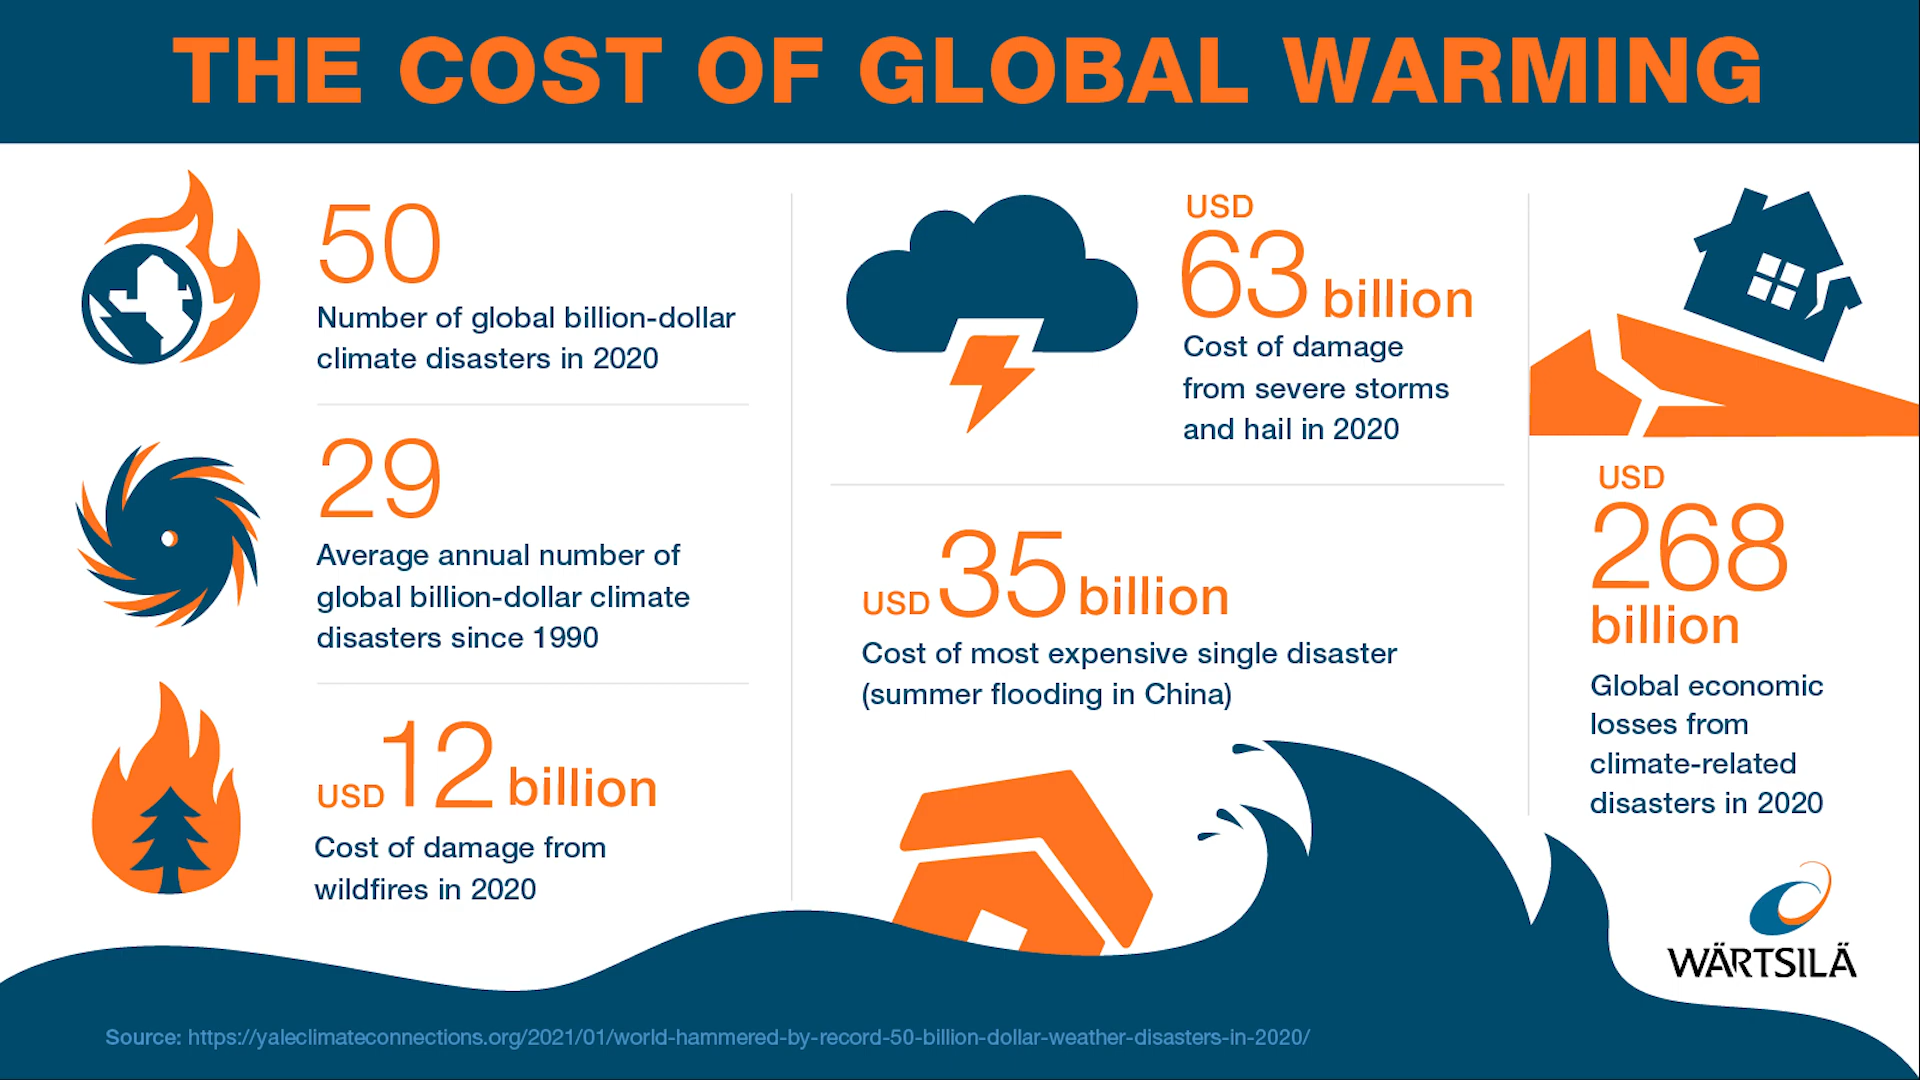 THE COST OF GLOBAL WARMING
50
Number of global billion-dollar
climate disasters in 2020
29
Average annual number of
global billion-dollar climate
disasters since 1990
USD 12 billion
Cost of damage from
wildfires in 2020
USD
63 billion
Cost of damage
from severe storms
and hail in 2020
USD 35 billion
Cost of most expensive single disaster
(summer flooding in China)
USD
268
billion
Global economic
losses from
climate-related
disasters in 2020
WÄRTSILÄ
Source: https://yaleclimateconnections.org/2021/01/world-hammered-by-record-50-billion-dollar-weather-disasters-in-2020/